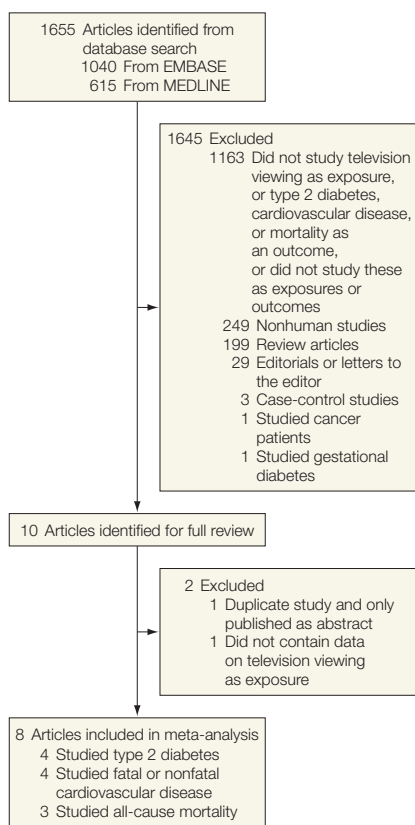 1655 Articles identified from
database search
1040 From EMBASE
615 From MEDLINE
1645 Excluded
1163 Did not study television
viewing as exposure,
or type 2 diabetes,
cardiovascular disease,
or mortality as
an outcome,
or did not study these
as exposures or
outcomes
249 Nonhuman studies
199 Review articles
29 Editorials or letters to
the editor
3 Case-control studies
1 Studied cancer
patients
1 Studied gestational
diabetes
10 Articles identified for full review
2 Excluded
1 Duplicate study and only
published as abstract
1 Did not contain data
on television viewing
as exposure
8 Articles included in meta-analysis
4 Studied type 2 diabetes
4 Studied fatal or nonfatal
cardiovascular disease
3 Studied all-cause mortality